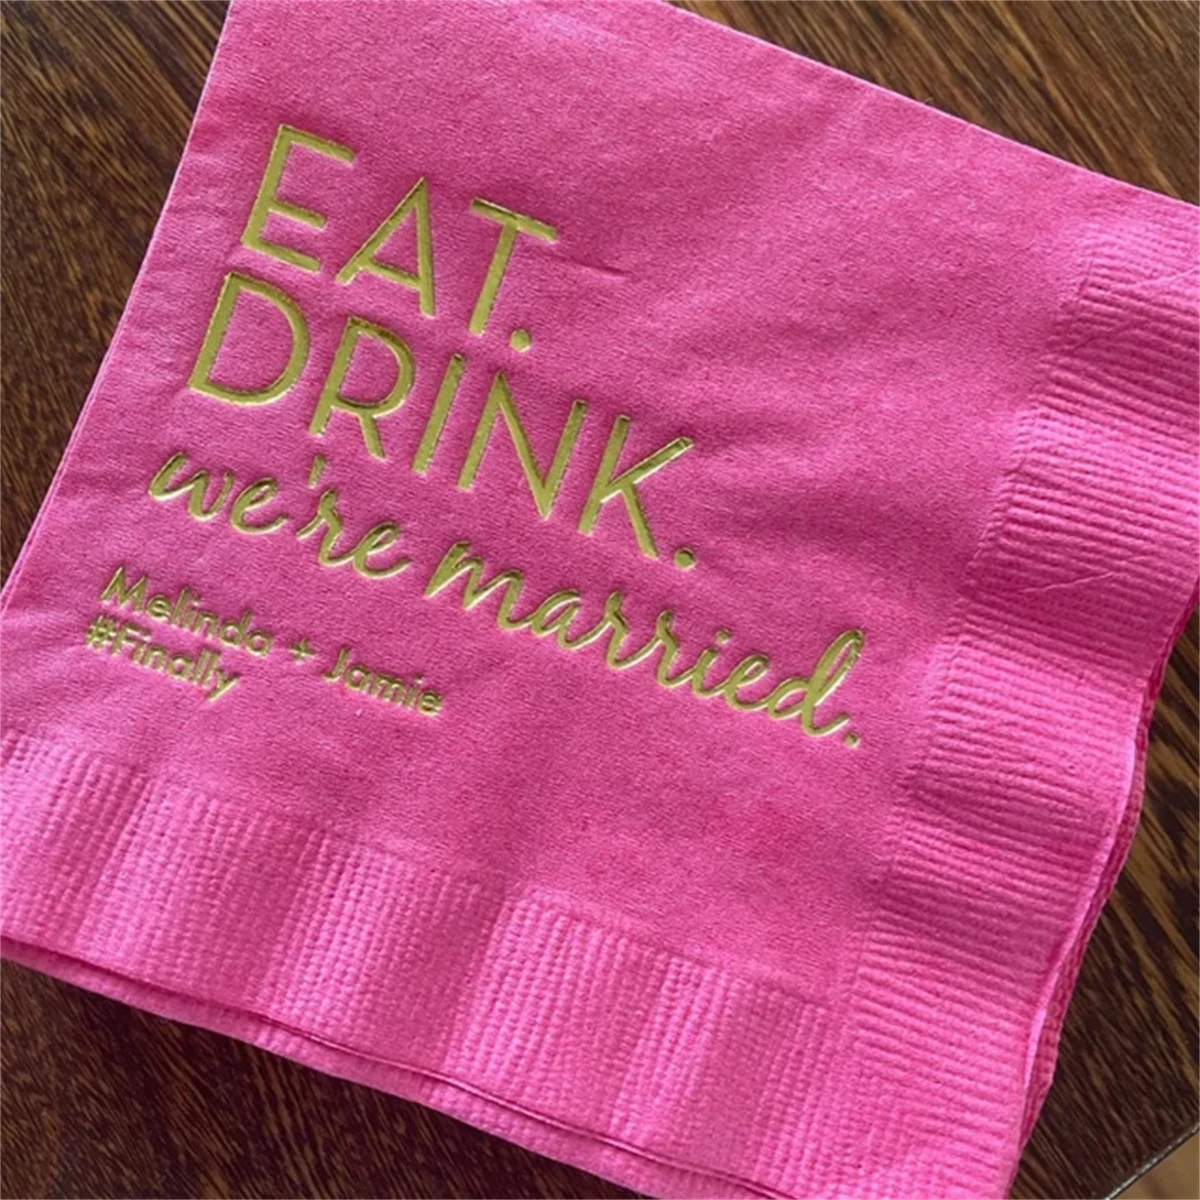 EAT.
DRINK.
we're married.
Melinda + Jamie
#Finally